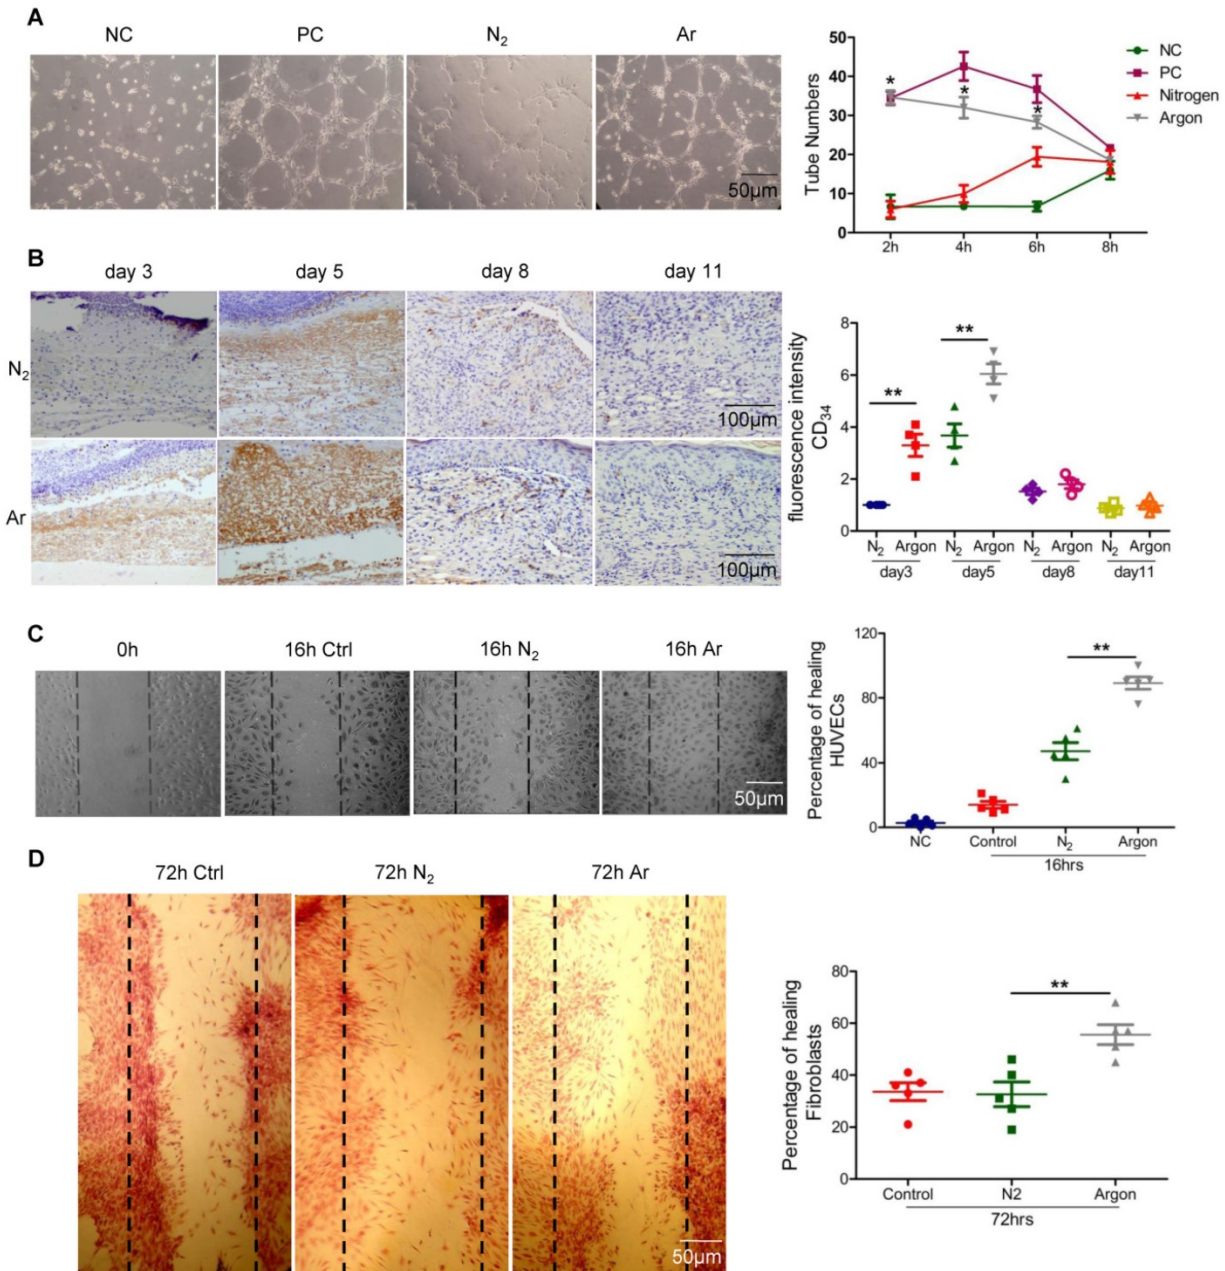 A
NC PC N2 Ar
50μm
50
40
30
20
10
0
Tube Numbers
2h 4h 6h 8h
* * *
NC
PC
Nitrogen
Argon
B
day 3 day 5 day 8 day 11
N2
100μm
Ar
100μm
fluorescence intensity
CD34
8
6
4
2
0
** **
N2 Argon N2 Argon N2 Argon N2 Argon
day3 day5 day8 day11
C
0h 16h Ctrl 16h N2 16h Ar
50μm
Percentage of healing
HUVECs
120
80
40
0
**
NC Control N2 Argon
16hrs
D
72h Ctrl 72h N2 72h Ar
50μm
Percentage of healing
Fibroblasts
80
60
40
20
0
**
Control N2 Argon
72hrs